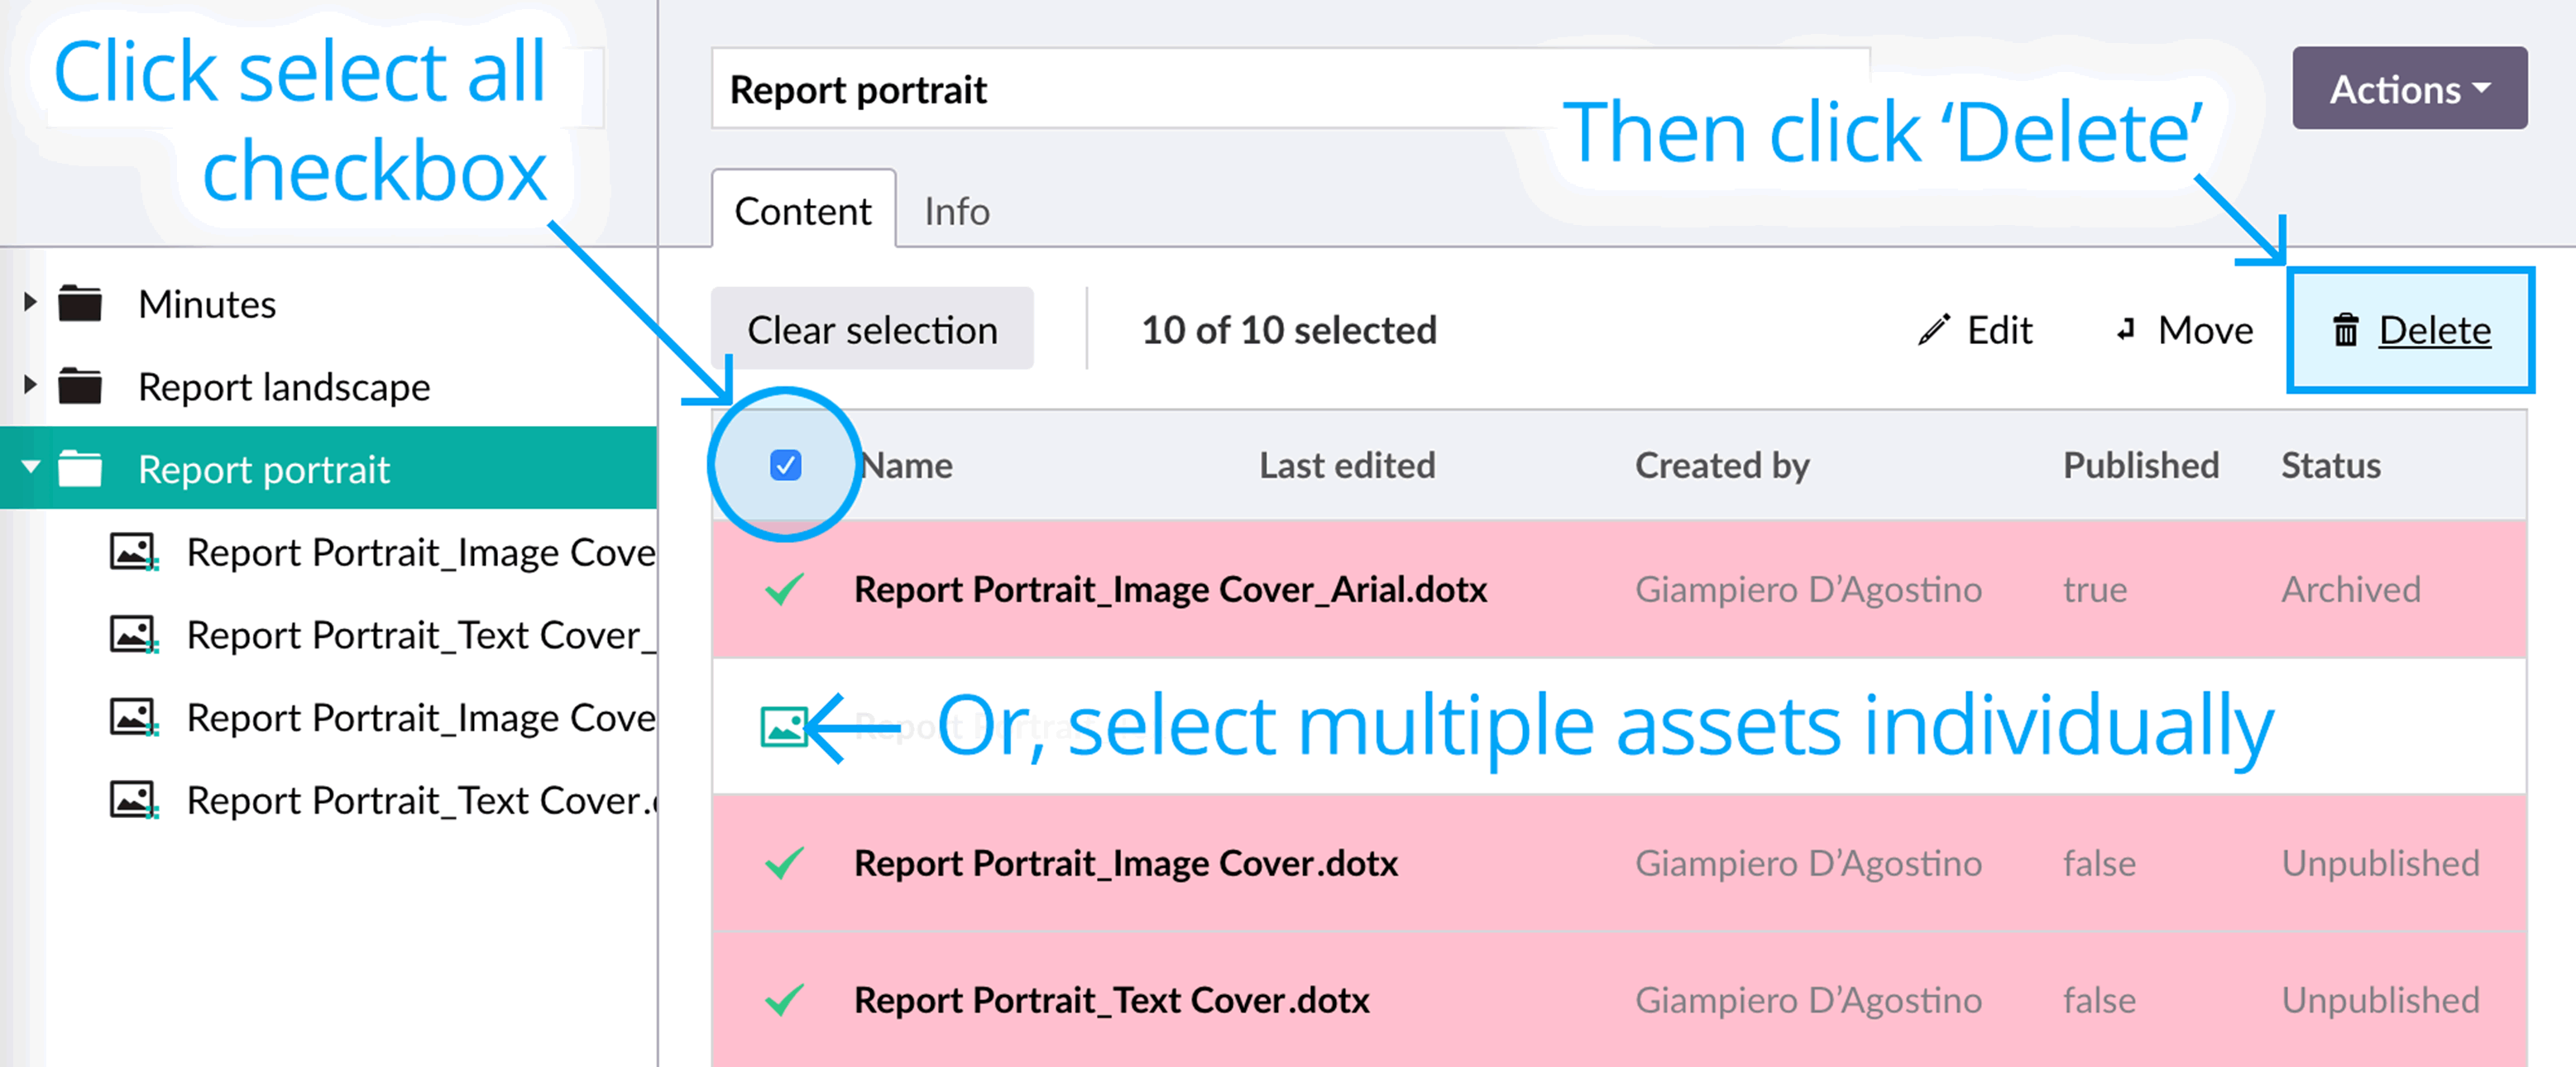 Click select all
checkbox
Report portrait
Then click ‘Delete’
Actions
Content
Info
Minutes
Report landscape
Report portrait
Report Portrait_Image Cove
Report Portrait_Text Cover_
Report Portrait_Image Cove
Report Portrait_Text Cover.
Clear selection
10 of 10 selected
Edit
Move
Delete
Name Last edited Created by Published Status
Report Portrait_Image Cover_Arial.dotx Giampiero D’Agostino true Archived
Or, select multiple assets individually
Report Portrait_Image Cover.dotx Giampiero D’Agostino false Unpublished
Report Portrait_Text Cover.dotx Giampiero D’Agostino false Unpublished